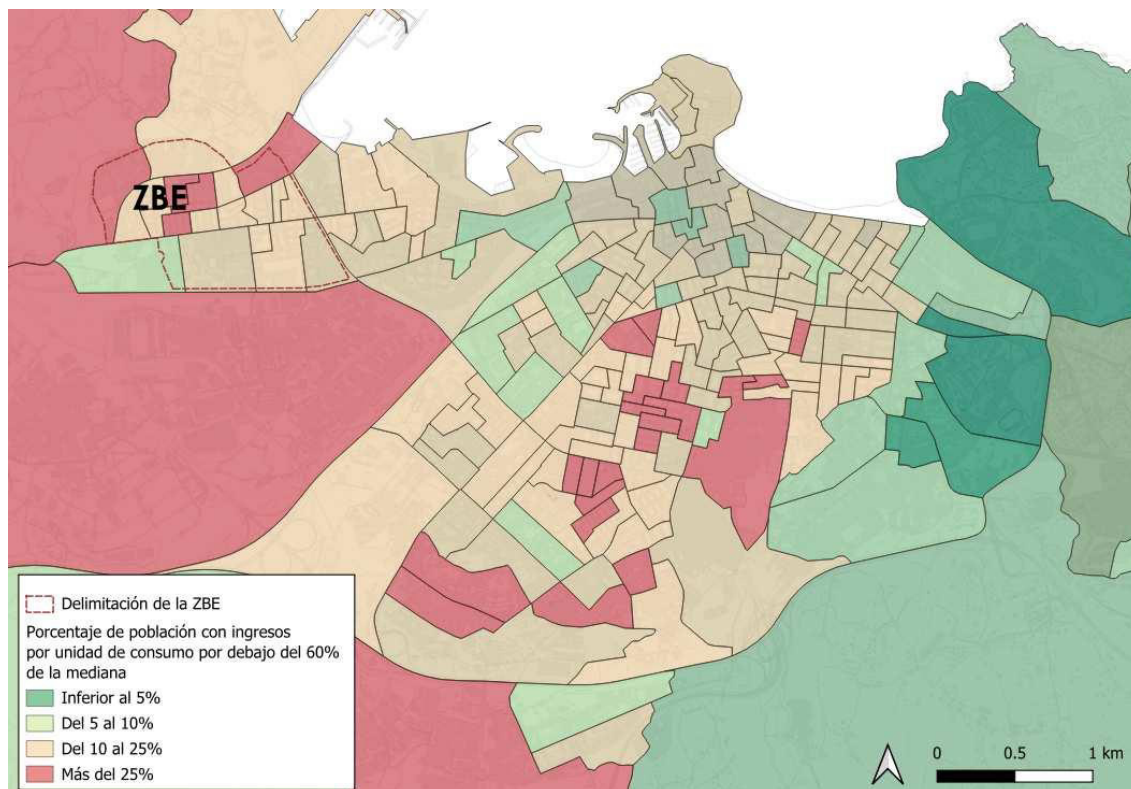 ZBE
Delimitación de la ZBE
Porcentaje de población con ingresos
por unidad de consumo por debajo del 60%
de la mediana
Inferior al 5%
Del 5 al 10%
Del 10 al 25%
Más del 25%
0 0.5 1 km